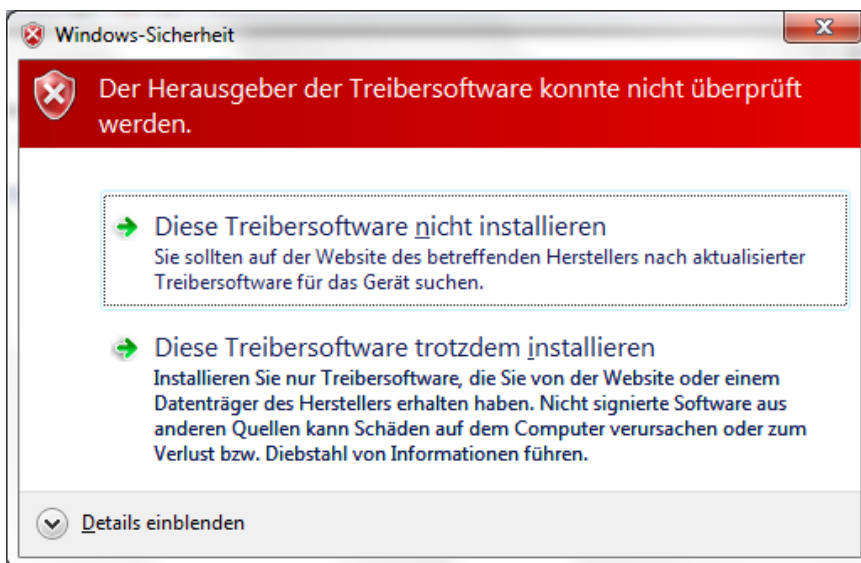 Windows-Sicherheit
Der Herausgeber der Treibersoftware konnte nicht überprüft
werden.
Diese Treibersoftware nicht installieren
Sie sollten auf der Website des betreffenden Herstellers nach aktualisierter
Treibersoftware für das Gerät suchen.
Diese Treibersoftware trotzdem installieren
Installieren Sie nur Treibersoftware, die Sie von der Website oder einem
Datenträger des Herstellers erhalten haben. Nicht signierte Software aus
anderen Quellen kann Schäden auf dem Computer verursachen oder zum
Verlust bzw. Diebstahl von Informationen führen.
Details einblenden